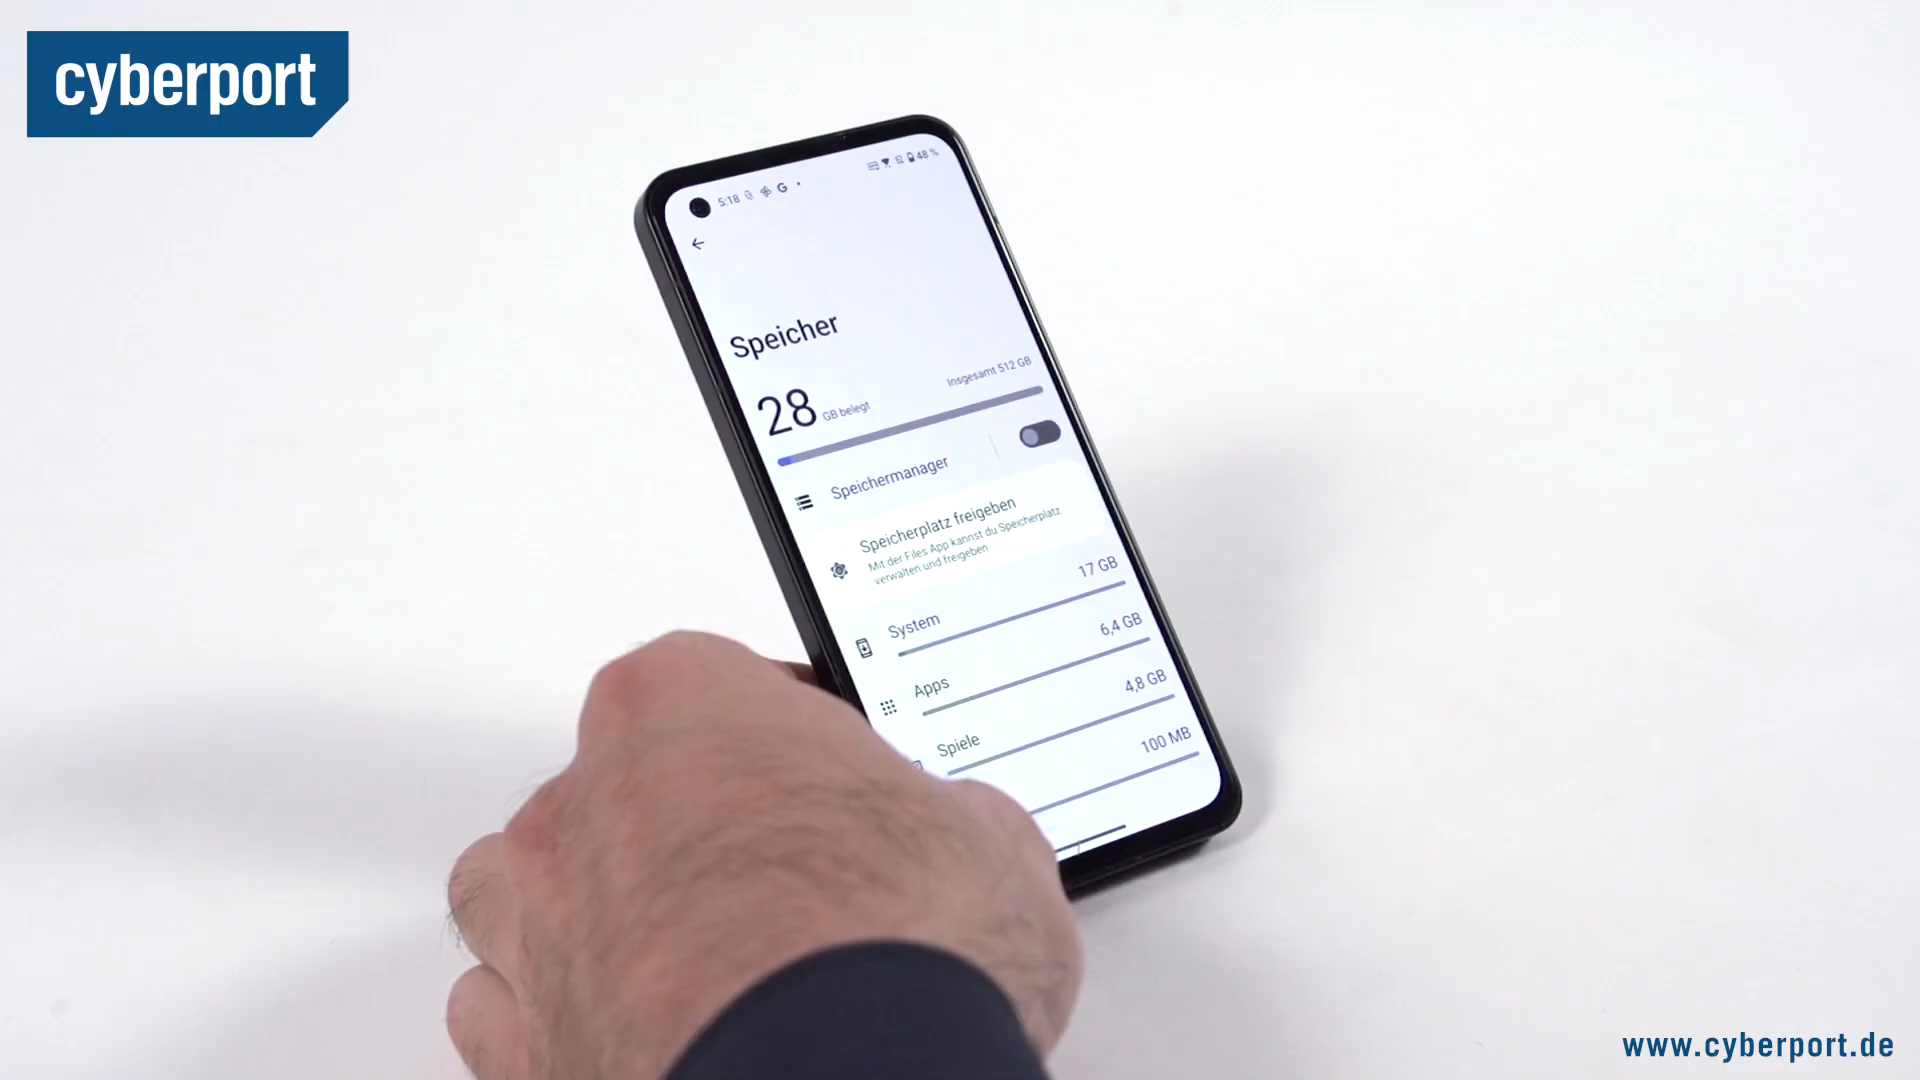 cyberport
5:18 G 48 %
Speicher
28 GB belegt
Insgesamt 512 GB
Speichermanager
Speicherplatz freigeben
Mit der Files App kannst du Speicherplatz
verwalten und freigeben
System 17 GB
Apps 6,4 GB
Spiele 4,8 GB
100 MB
www.cyberport.de